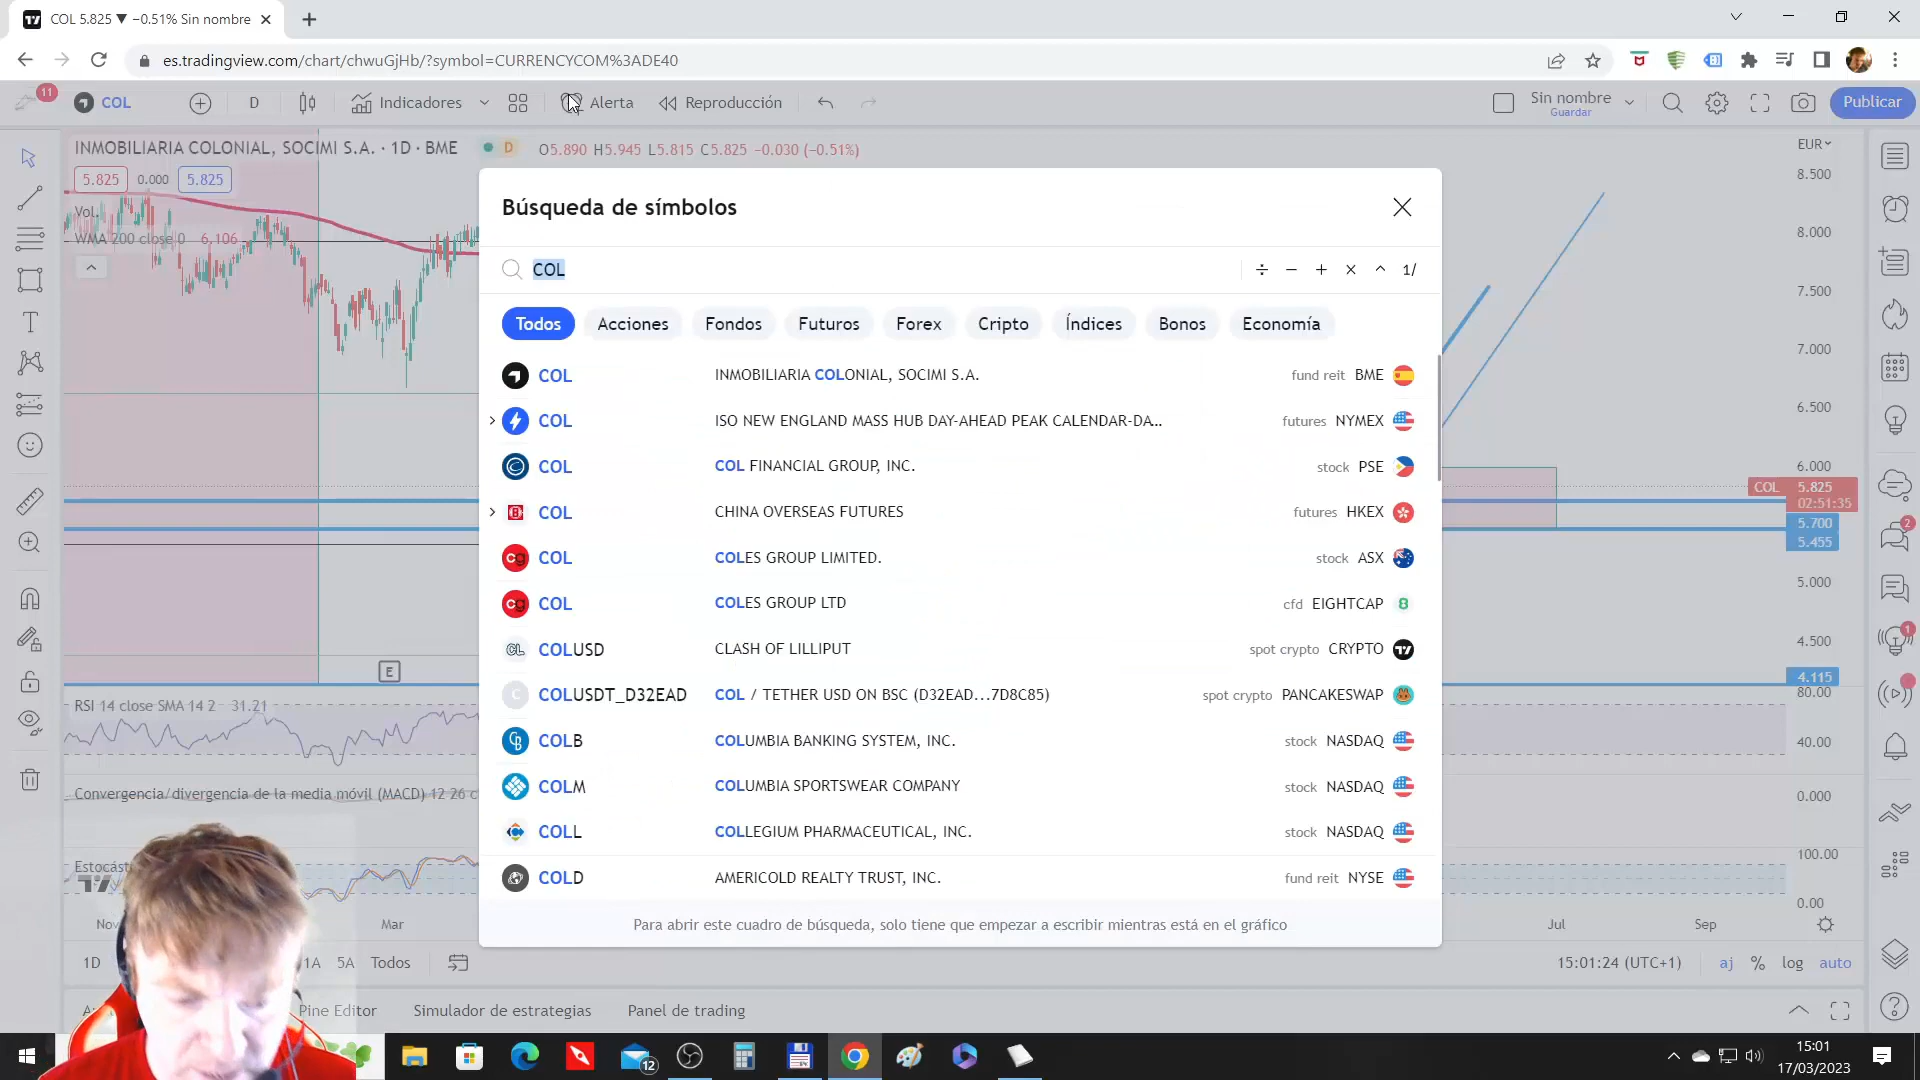 COL 5.825 ▼ −0.51% Sin nombre
es.tradingview.com/chart/chwuGjHb/?symbol=CURRENCYCOM%3ADE40
11
COL
D
Indicadores
Alerta
Reproducción
Sin nombre
Guardar
Publicar
INMOBILIARIA COLONIAL, SOCIMI S.A. · 1D · BME
D
O5.890 H5.945 L5.815 C5.825 −0.030 (−0.51%)
EUR
5.825 0.000 5.825
Vol.
WMA 200 close 0 6.106
8.500
8.000
7.500
7.000
6.500
6.000
COL 5.825
02:51:35
5.700
5.455
5.000
4.500
4.115
80.00
40.00
0.000
100.00
0.00
Búsqueda de símbolos
COL
÷ − + × ^ 1/
Todos Acciones Fondos Futuros Forex Cripto Índices Bonos Economía
COL INMOBILIARIA COLONIAL, SOCIMI S.A. fund reit BME
COL ISO NEW ENGLAND MASS HUB DAY-AHEAD PEAK CALENDAR-DA... futures NYMEX
COL COL FINANCIAL GROUP, INC. stock PSE
COL CHINA OVERSEAS FUTURES futures HKEX
COL COLES GROUP LIMITED. stock ASX
COL COLES GROUP LTD cfd EIGHTCAP
COLUSD CLASH OF LILLIPUT spot crypto CRYPTO
COLUSDT_D32EAD COL / TETHER USD ON BSC (D32EAD...7D8C85) spot crypto PANCAKESWAP
COLB COLUMBIA BANKING SYSTEM, INC. stock NASDAQ
COLM COLUMBIA SPORTSWEAR COMPANY stock NASDAQ
COLL COLLEGIUM PHARMACEUTICAL, INC. stock NASDAQ
COLD AMERICOLD REALTY TRUST, INC. fund reit NYSE
Para abrir este cuadro de búsqueda, solo tiene que empezar a escribir mientras está en el gráfico
E
RSI 14 close SMA 14 2 31.21
Convergencia/divergencia de la media móvil (MACD) 12 26 c
Estocást
Nov
Mar
Jul
Sep
1D
1A 5A Todos
15:01:24 (UTC+1)
aj % log auto
Pine Editor
Simulador de estrategias
Panel de trading
2
1
12
15:01
17/03/2023